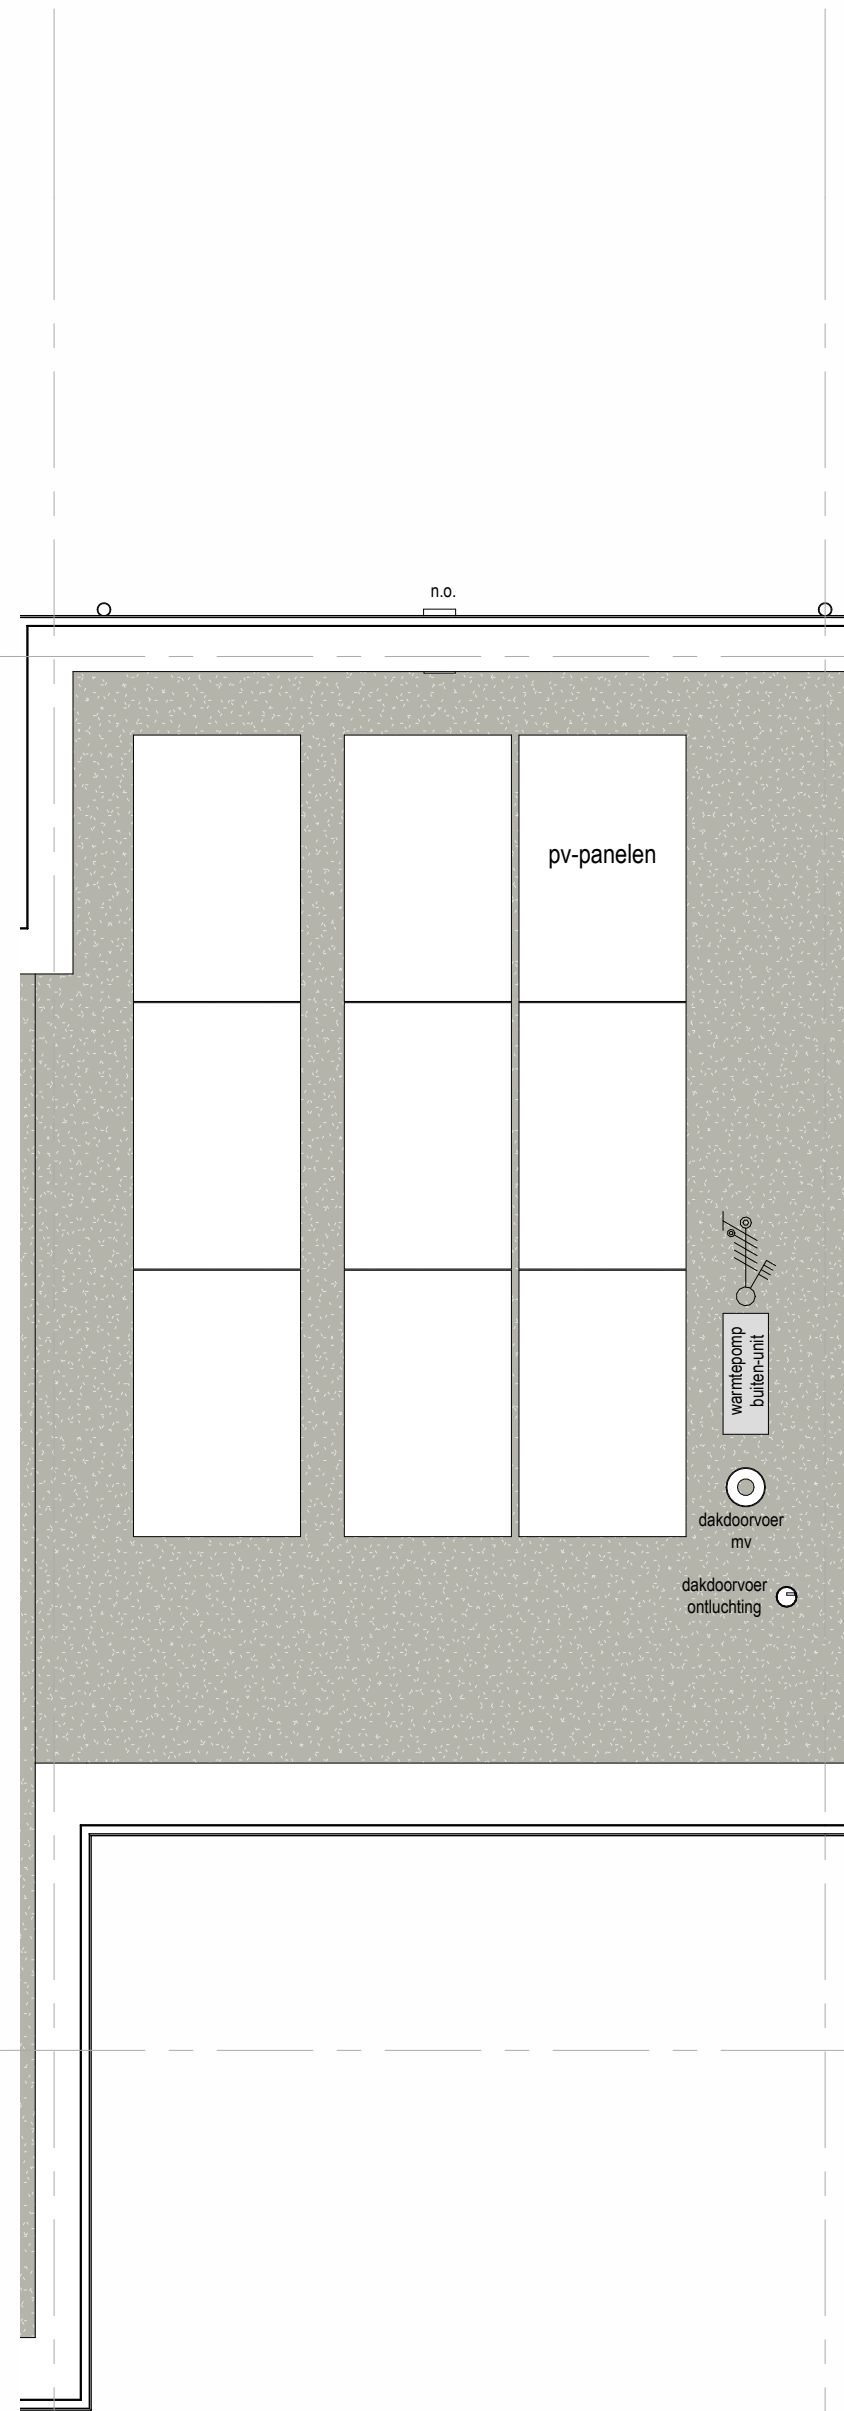 n.o.
pv-panelen
warmtepomp
buiten-unit
dakdoorvoer
mv
dakdoorvoer
ontluchting